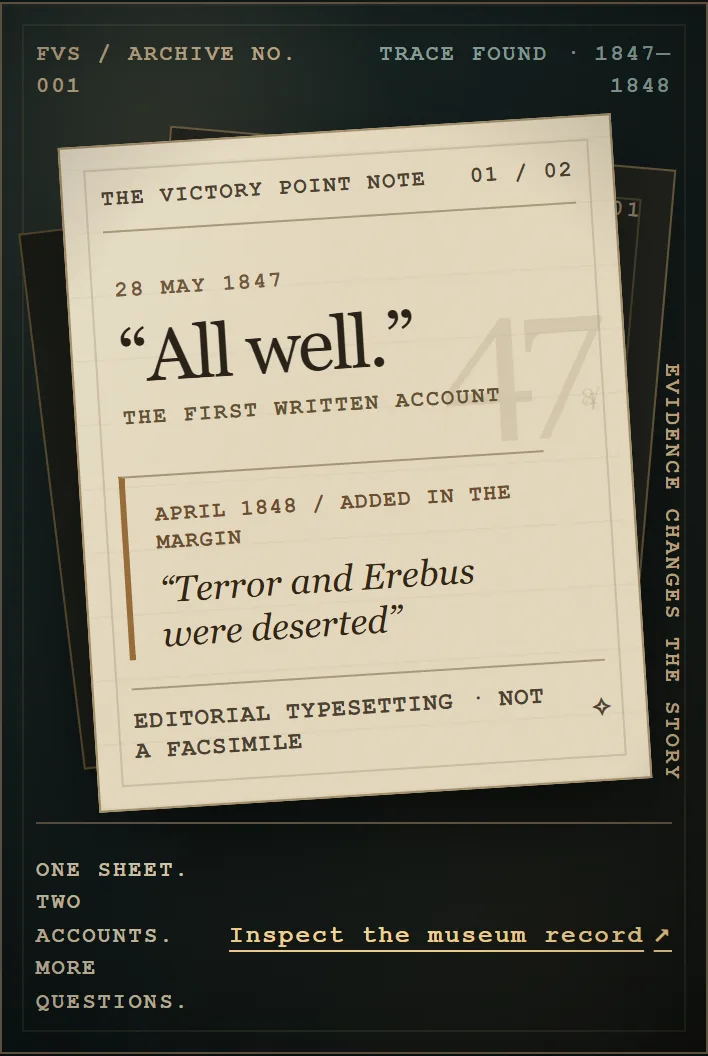 FVS / ARCHIVE NO. 001
TRACE FOUND · 1847—1848
THE VICTORY POINT NOTE
01 / 02
01
28 MAY 1847
“All well.”
47
THE FIRST WRITTEN ACCOUNT
APRIL 1848 / ADDED IN THE
MARGIN
“Terror and Erebus
were deserted”
EDITORIAL TYPESETTING · NOT
A FACSIMILE
EVIDENCE CHANGES THE STORY
ONE SHEET.
TWO
ACCOUNTS.
MORE
QUESTIONS.
Inspect the museum record ↗